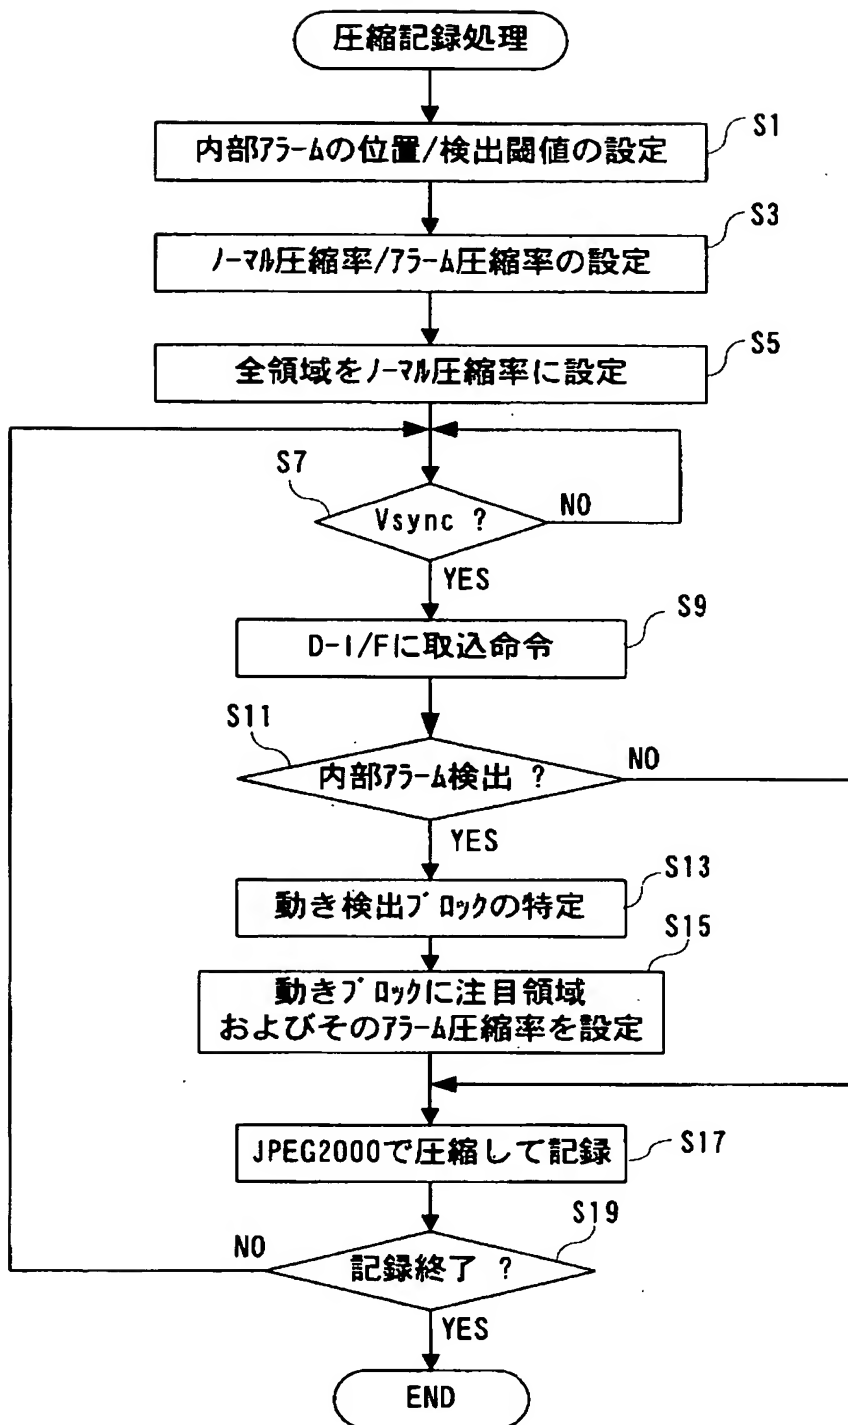 圧縮記録処理
S1
内部ｱﾗｰﾑの位置/検出閾値の設定
S3
ﾉｰﾏﾙ圧縮率/ｱﾗｰﾑ圧縮率の設定
S5
全領域をﾉｰﾏﾙ圧縮率に設定
S7
Vsync ?
NO
YES
S9
D-I/Fに取込命令
S11
内部ｱﾗｰﾑ検出 ?
NO
YES
S13
動き検出ﾌﾞﾛｯｸの特定
S15
動きﾌﾞﾛｯｸに注目領域
およびそのｱﾗｰﾑ圧縮率を設定
JPEG2000で圧縮して記録
S17
S19
NO
記録終了 ?
YES
END